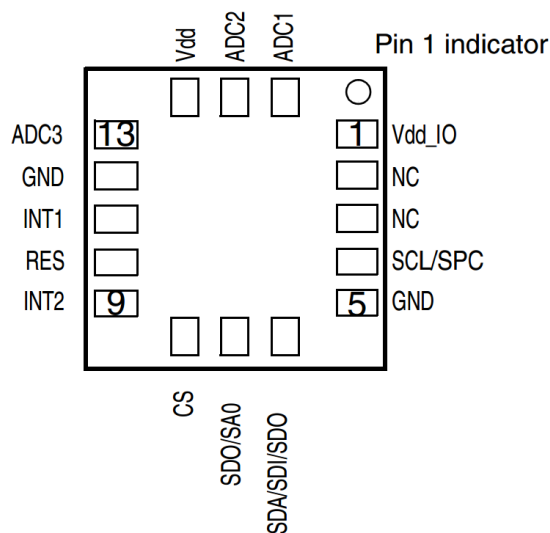 Vdd
ADC2
ADC1
Pin 1 indicator
ADC3
13
1
Vdd_IO
GND
NC
INT1
NC
RES
SCL/SPC
INT2
9
5
GND
CS
SDO/SA0
SDA/SDI/SDO